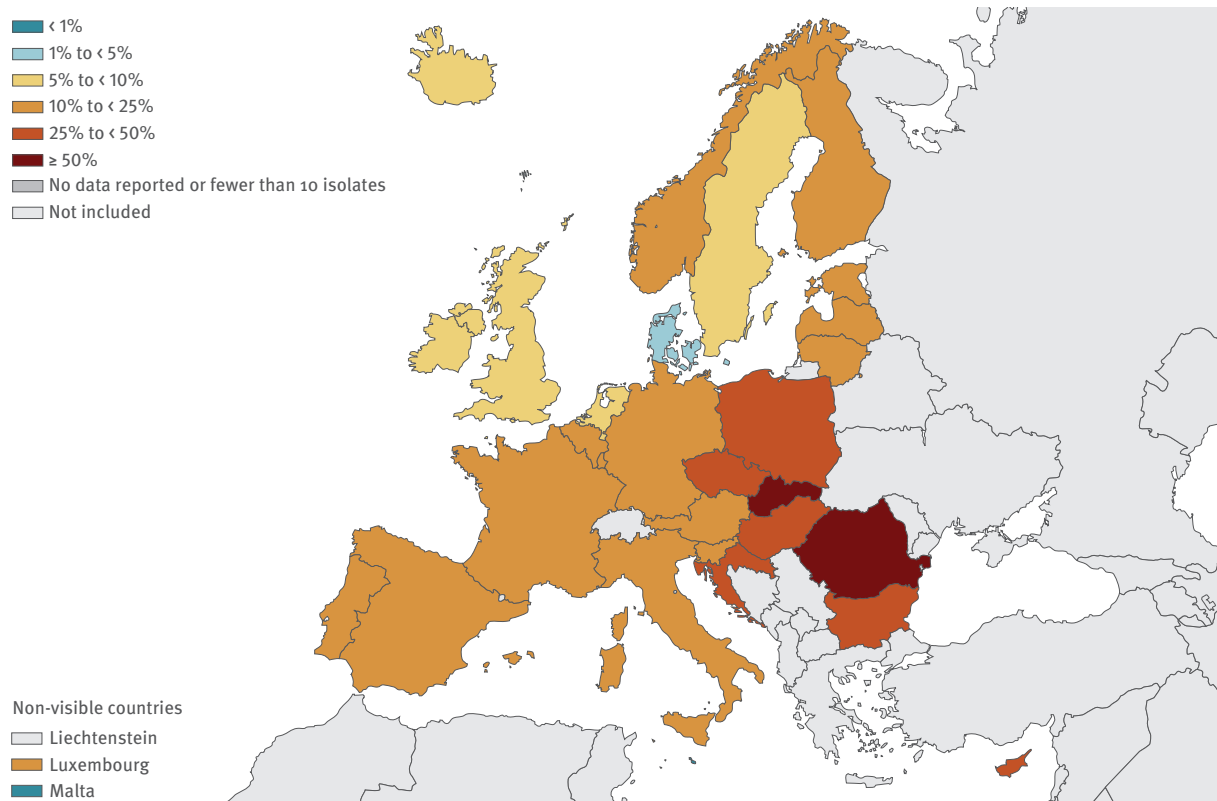 < 1%
1% to < 5%
5% to < 10%
10% to < 25%
25% to < 50%
≥ 50%
No data reported or fewer than 10 isolates
Not included
Non-visible countries
Liechtenstein
Luxembourg
Malta